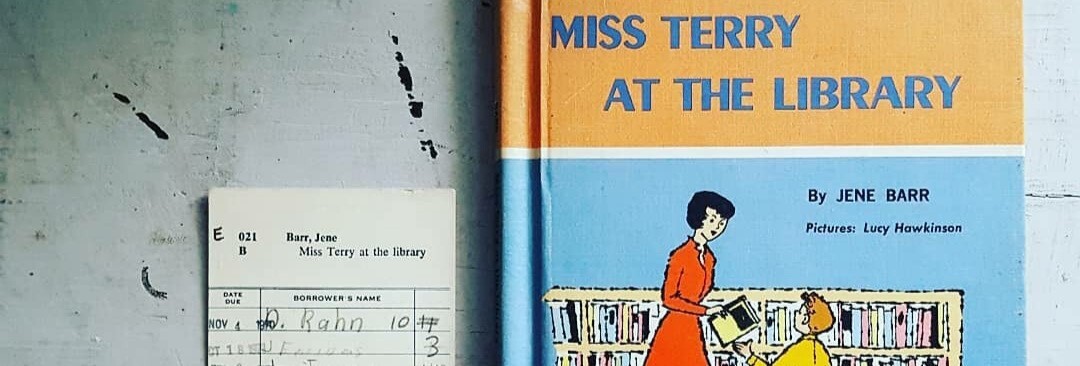 E 021 Barr, Jene
B Miss Terry at the library
DATE DUE BORROWER'S NAME
NOV 4 1970 D. Rahn 10 #
3
MISS TERRY
AT THE LIBRARY
By JENE BARR
Pictures: Lucy Hawkinson